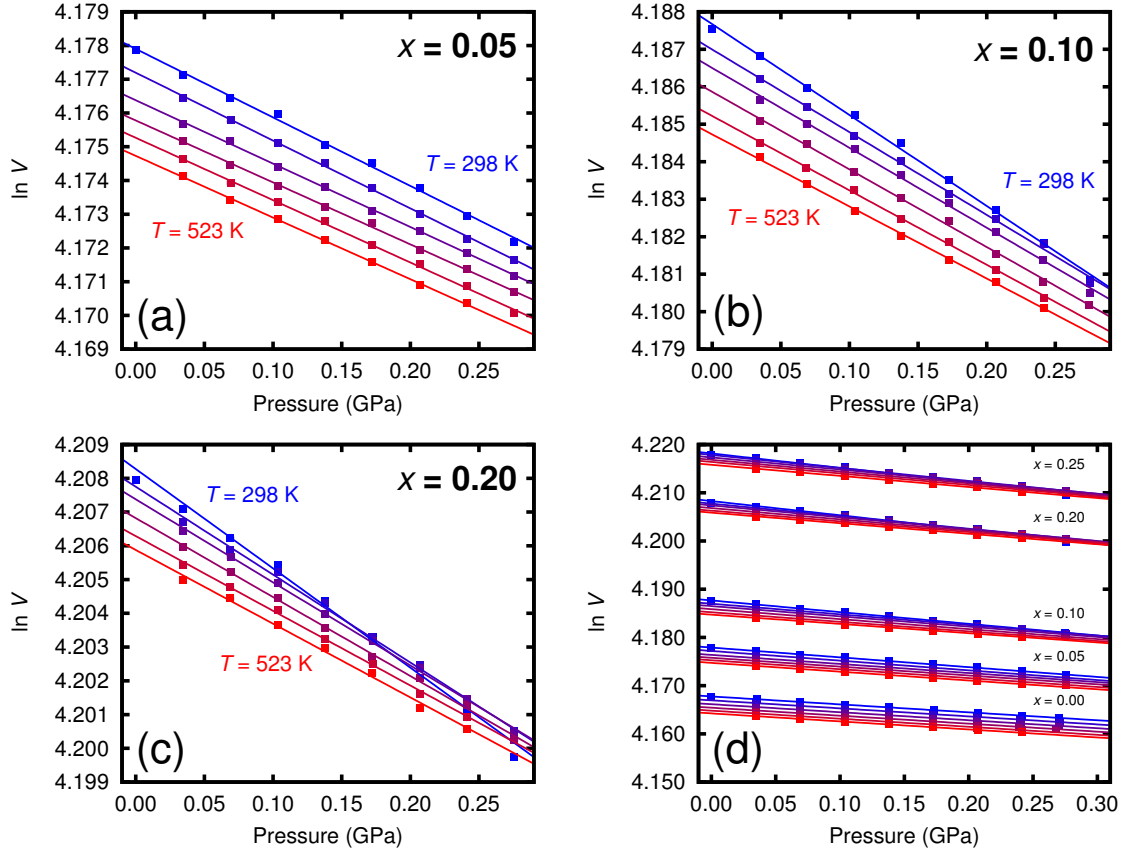 4.179
x = 0.05
4.178
4.177
4.176
4.175
T = 298 K
ln V
4.174
4.173
T = 523 K
4.172
4.171
(a)
4.170
4.169
0.00 0.05 0.10 0.15 0.20 0.25
Pressure (GPa)
4.188
x = 0.10
4.187
4.186
4.185
4.184
T = 298 K
ln V
4.183
T = 523 K
4.182
4.181
(b)
4.180
4.179
0.00 0.05 0.10 0.15 0.20 0.25
Pressure (GPa)
4.209
x = 0.20
4.208
T = 298 K
4.207
4.206
4.205
ln V
4.204
4.203
T = 523 K
4.202
4.201
(c)
4.200
4.199
0.00 0.05 0.10 0.15 0.20 0.25
Pressure (GPa)
4.220
x = 0.25
4.210
x = 0.20
4.200
4.190
ln V
x = 0.10
4.180
x = 0.05
4.170
x = 0.00
4.160
(d)
4.150
0.00 0.05 0.10 0.15 0.20 0.25 0.30
Pressure (GPa)